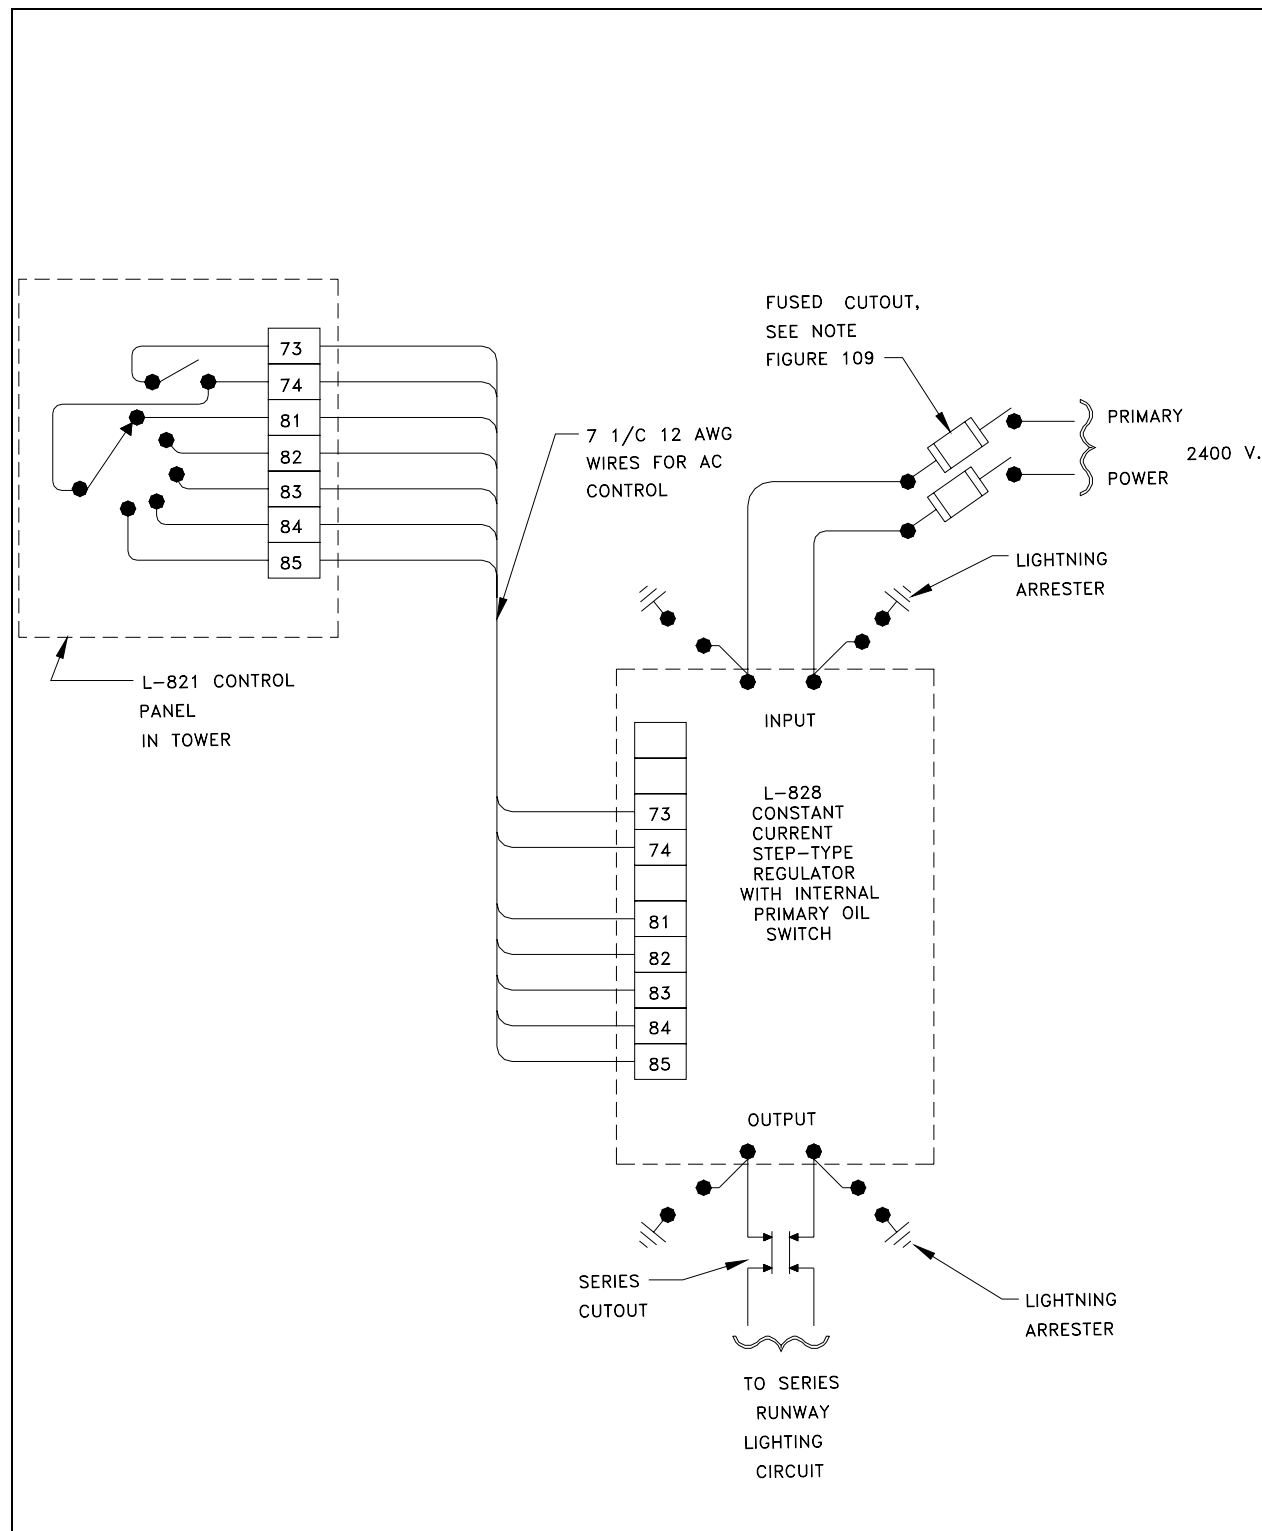 73
74
81
82
83
84
85
L-821 CONTROL
PANEL
IN TOWER
7 1/C 12 AWG
WIRES FOR AC
CONTROL
FUSED CUTOUT,
SEE NOTE
FIGURE 109
PRIMARY
2400 V.
POWER
LIGHTNING
ARRESTER
INPUT
L-828
CONSTANT
CURRENT
STEP-TYPE
REGULATOR
WITH INTERNAL
PRIMARY OIL
SWITCH
73
74
81
82
83
84
85
OUTPUT
SERIES
CUTOUT
LIGHTNING
ARRESTER
TO SERIES
RUNWAY
LIGHTING
CIRCUIT